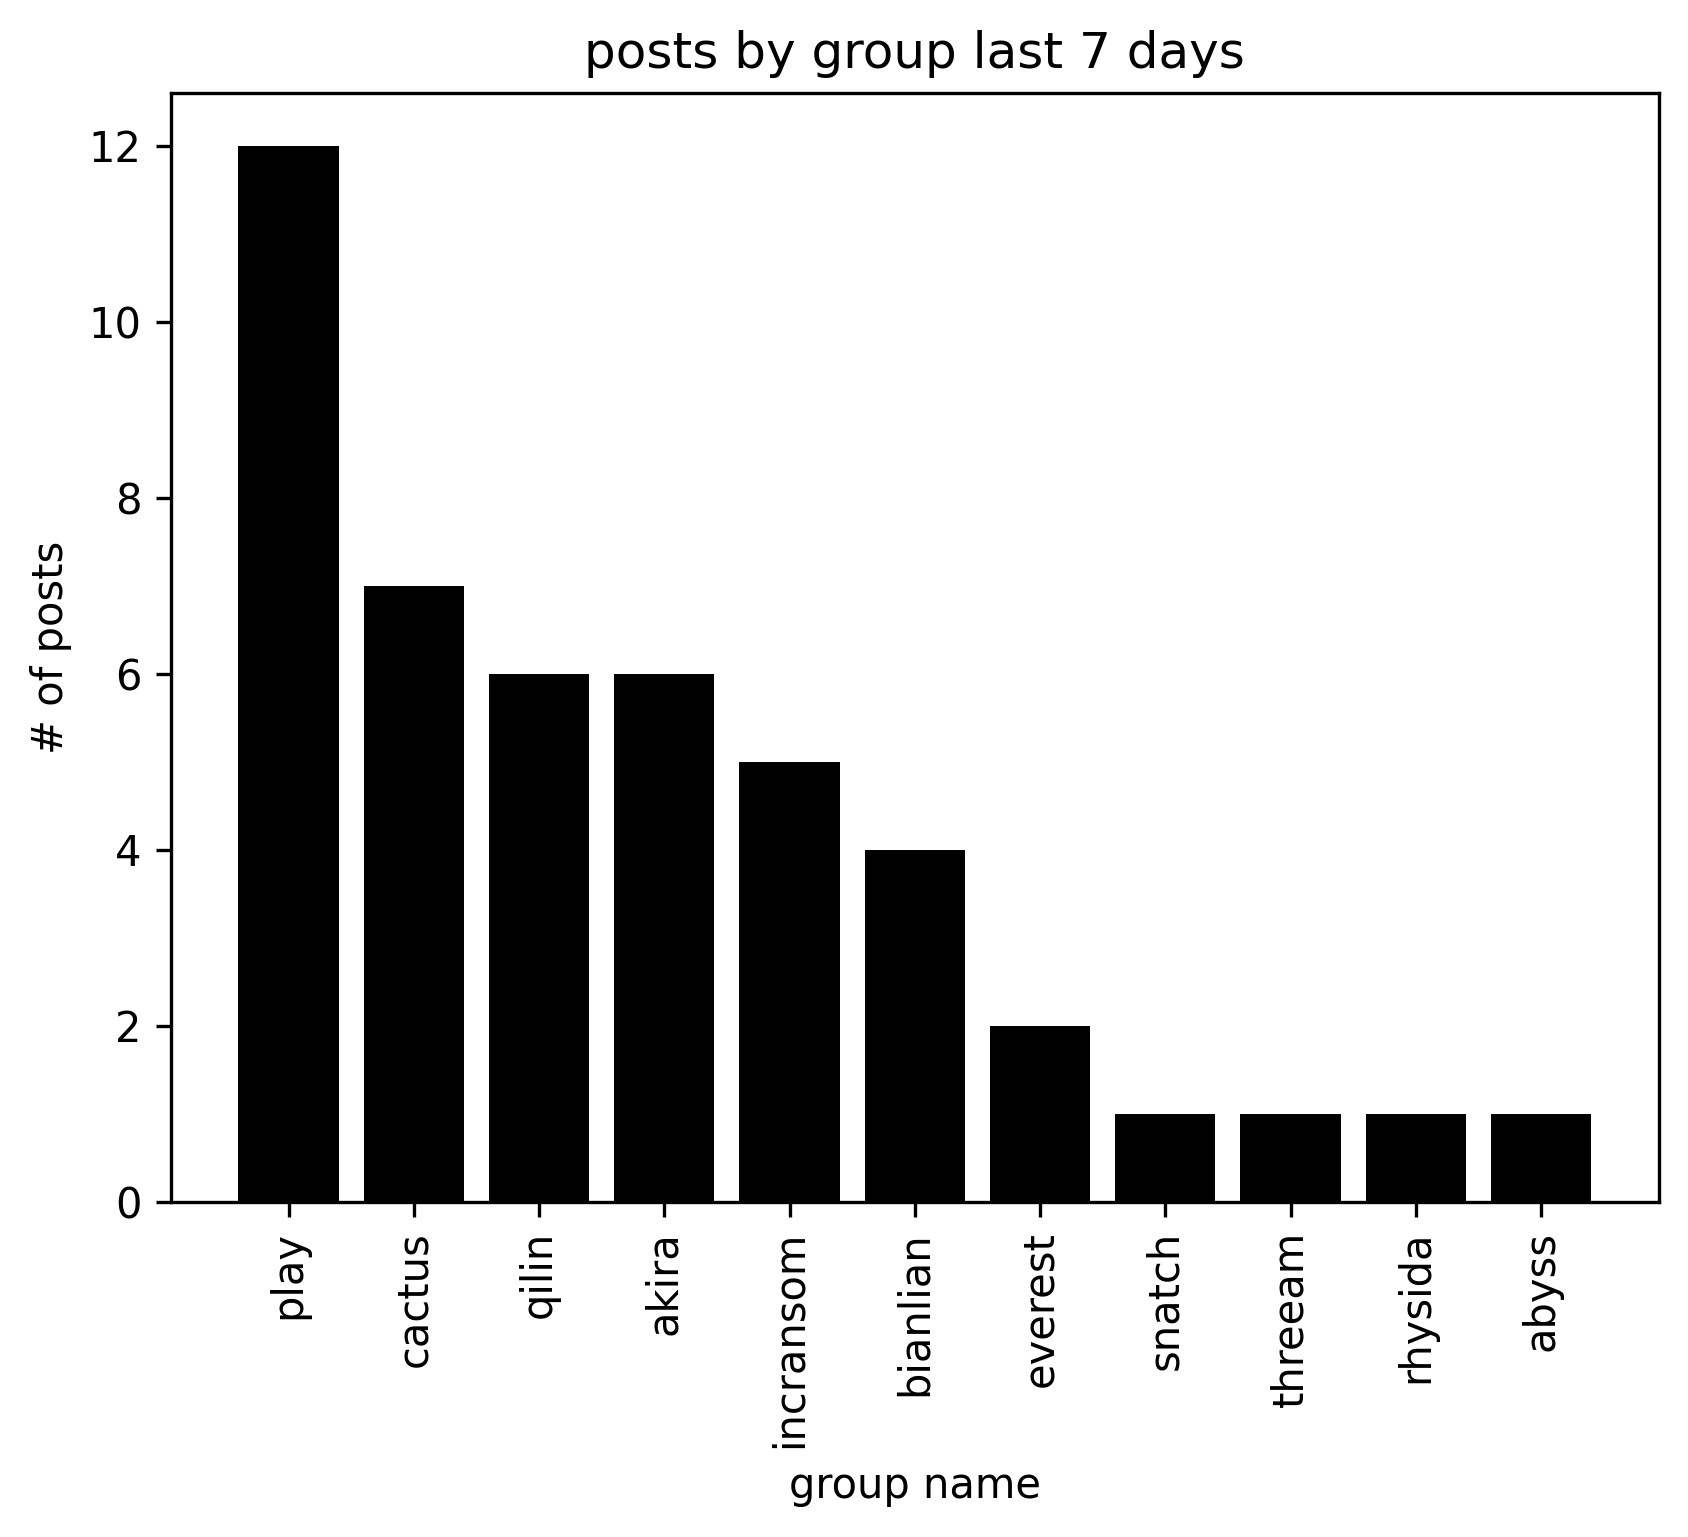 posts by group last 7 days
12
10
8
6
4
2
0
# of posts
play
cactus
qilin
akira
incransom
bianlian
everest
snatch
threeam
rhysida
abyss
group name